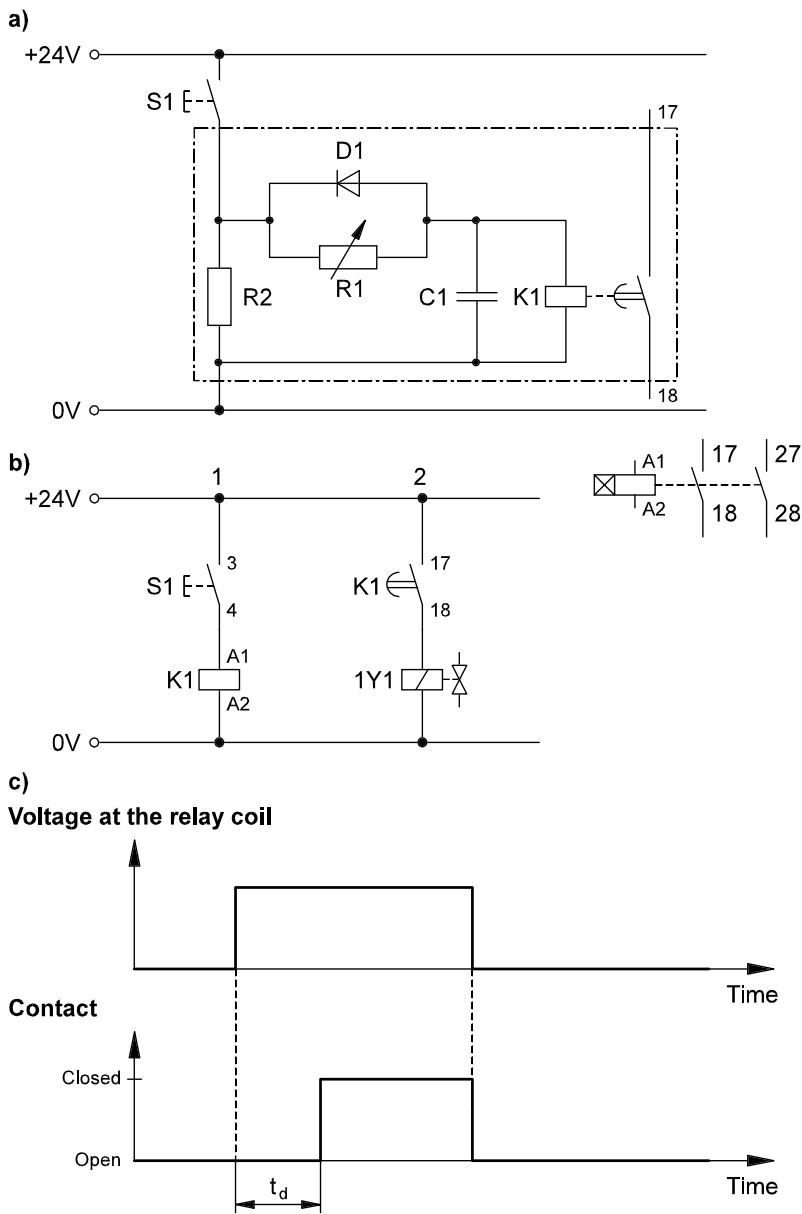 a)
+24V
S1
17
D1
R2
R1
C1
K1
18
0V
b)
1
2
+24V
A1
A2
17
27
18
28
3
S1
4
17
K1
18
A1
K1
A2
1Y1
0V
c)
Voltage at the relay coil
Time
Contact
Closed
Open
Time
td